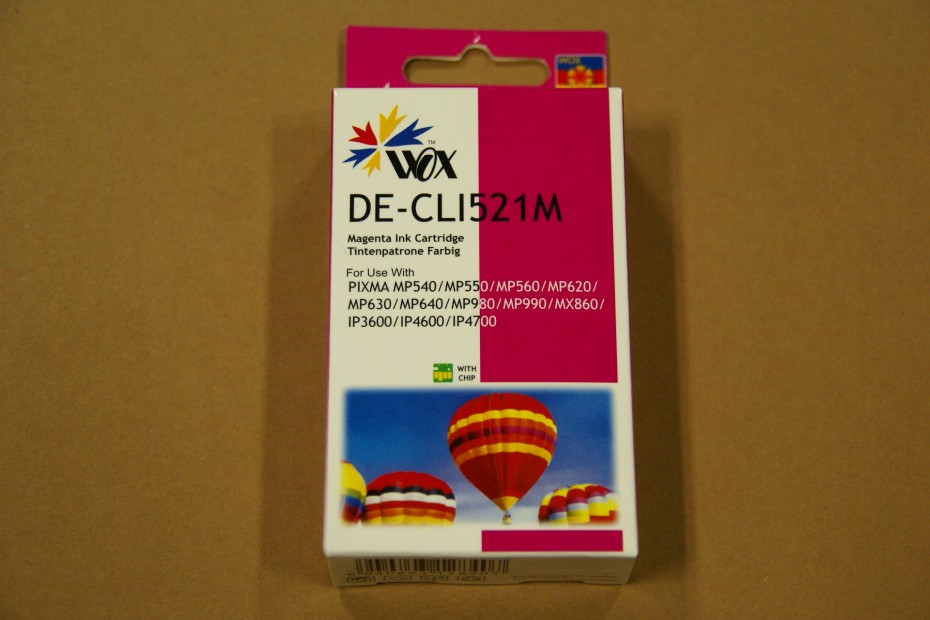 WOX
WOX™
DE-CLI521M
Magenta Ink Cartridge
Tintenpatrone Farbig
For Use With
PIXMA MP540/MP550/MP560/MP620/
MP630/MP640/MP980/MP990/MX860/
IP3600/IP4600/IP4700
WITH
CHIP